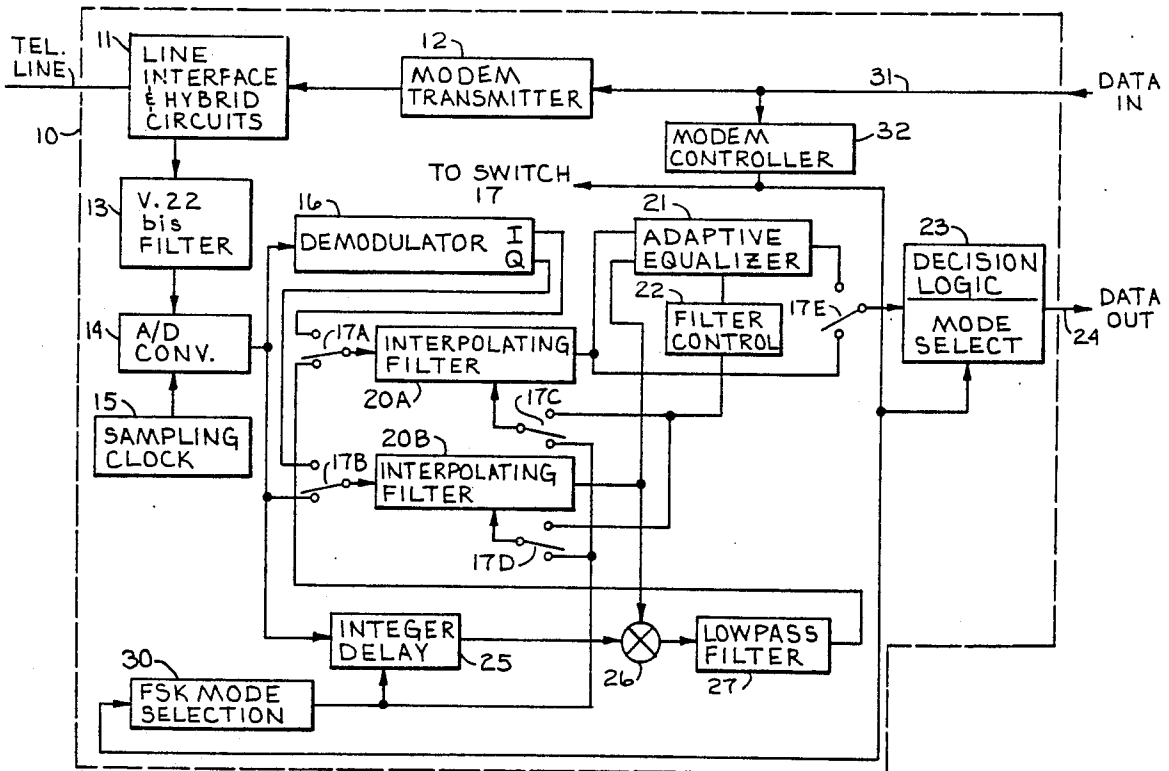 TEL.
LINE
11
LINE
INTERFACE
& HYBRID
CIRCUITS
12
MODEM
TRANSMITTER
31
DATA
IN
10
MODEM
CONTROLLER
32
TO SWITCH
17
13
V.22
bis
FILTER
16
DEMODULATOR
I
Q
21
ADAPTIVE
EQUALIZER
22
FILTER
CONTROL
17E
23
DECISION
LOGIC
MODE
SELECT
DATA
OUT
24
14
A/D
CONV.
17A
INTERPOLATING
FILTER
20A
17C
15
SAMPLING
CLOCK
20B
17B
INTERPOLATING
FILTER
17D
INTEGER
DELAY
25
26
LOWPASS
FILTER
27
30
FSK MODE
SELECTION